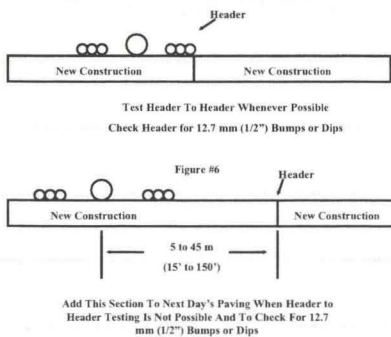 Header
New Construction New Construction
Test Header To Header Whenever Possible
Check Header for 12.7 mm (1/2") Bumps or Dips
Figure #6
Header
New Construction New Construction
5 to 45 m
(15' to 150')
Add This Section To Next Day's Paving When Header to
Header Testing Is Not Possible And To Check For 12.7
mm (1/2") Bumps or Dips